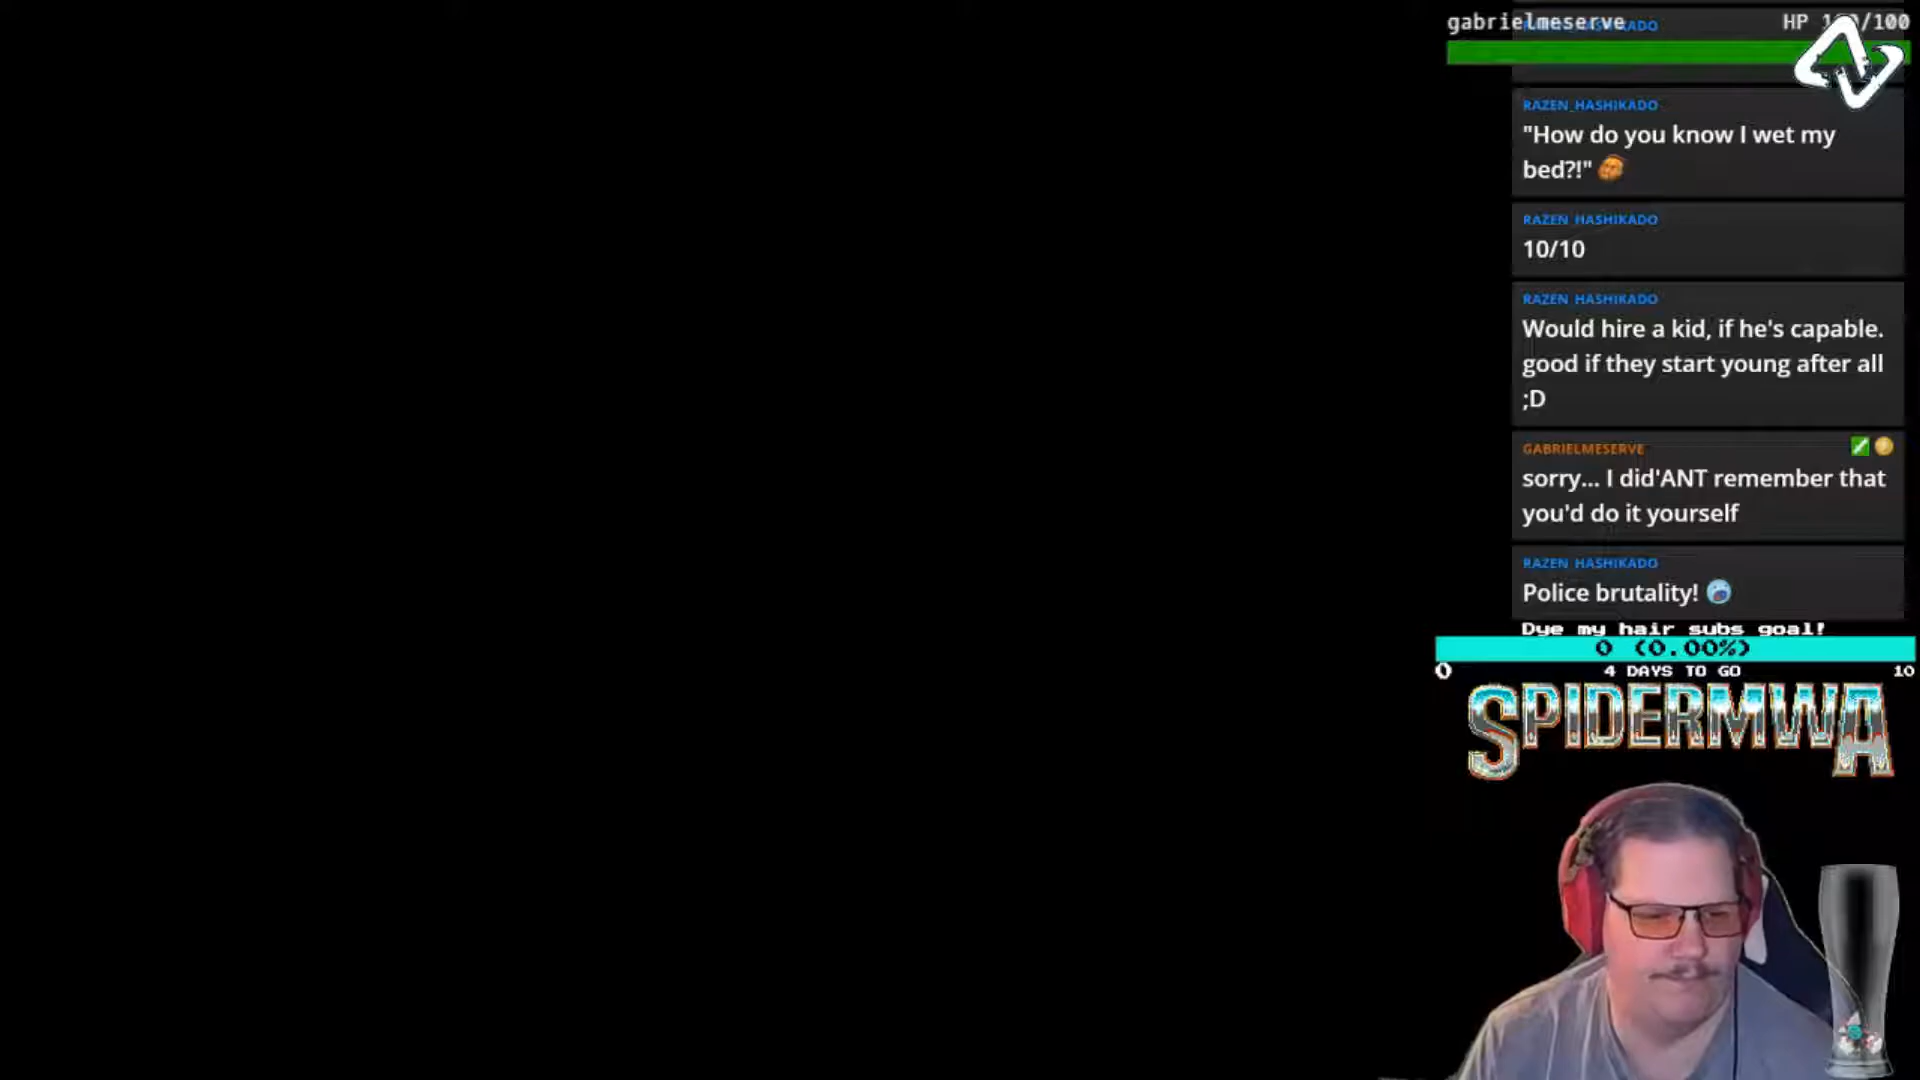 gabrielmeserve HP /100
RAZEN_HASHIKADO
"How do you know I wet my
bed?!"
RAZEN_HASHIKADO
10/10
RAZEN_HASHIKADO
Would hire a kid, if he's capable.
good if they start young after all
;D
GABRIELMESERVE
sorry... I did'ANT remember that
you'd do it yourself
RAZEN_HASHIKADO
Police brutality!
Dye my hair subs goal!
0 (0.00%)
0 4 DAYS TO GO 10
SPIDERMWA